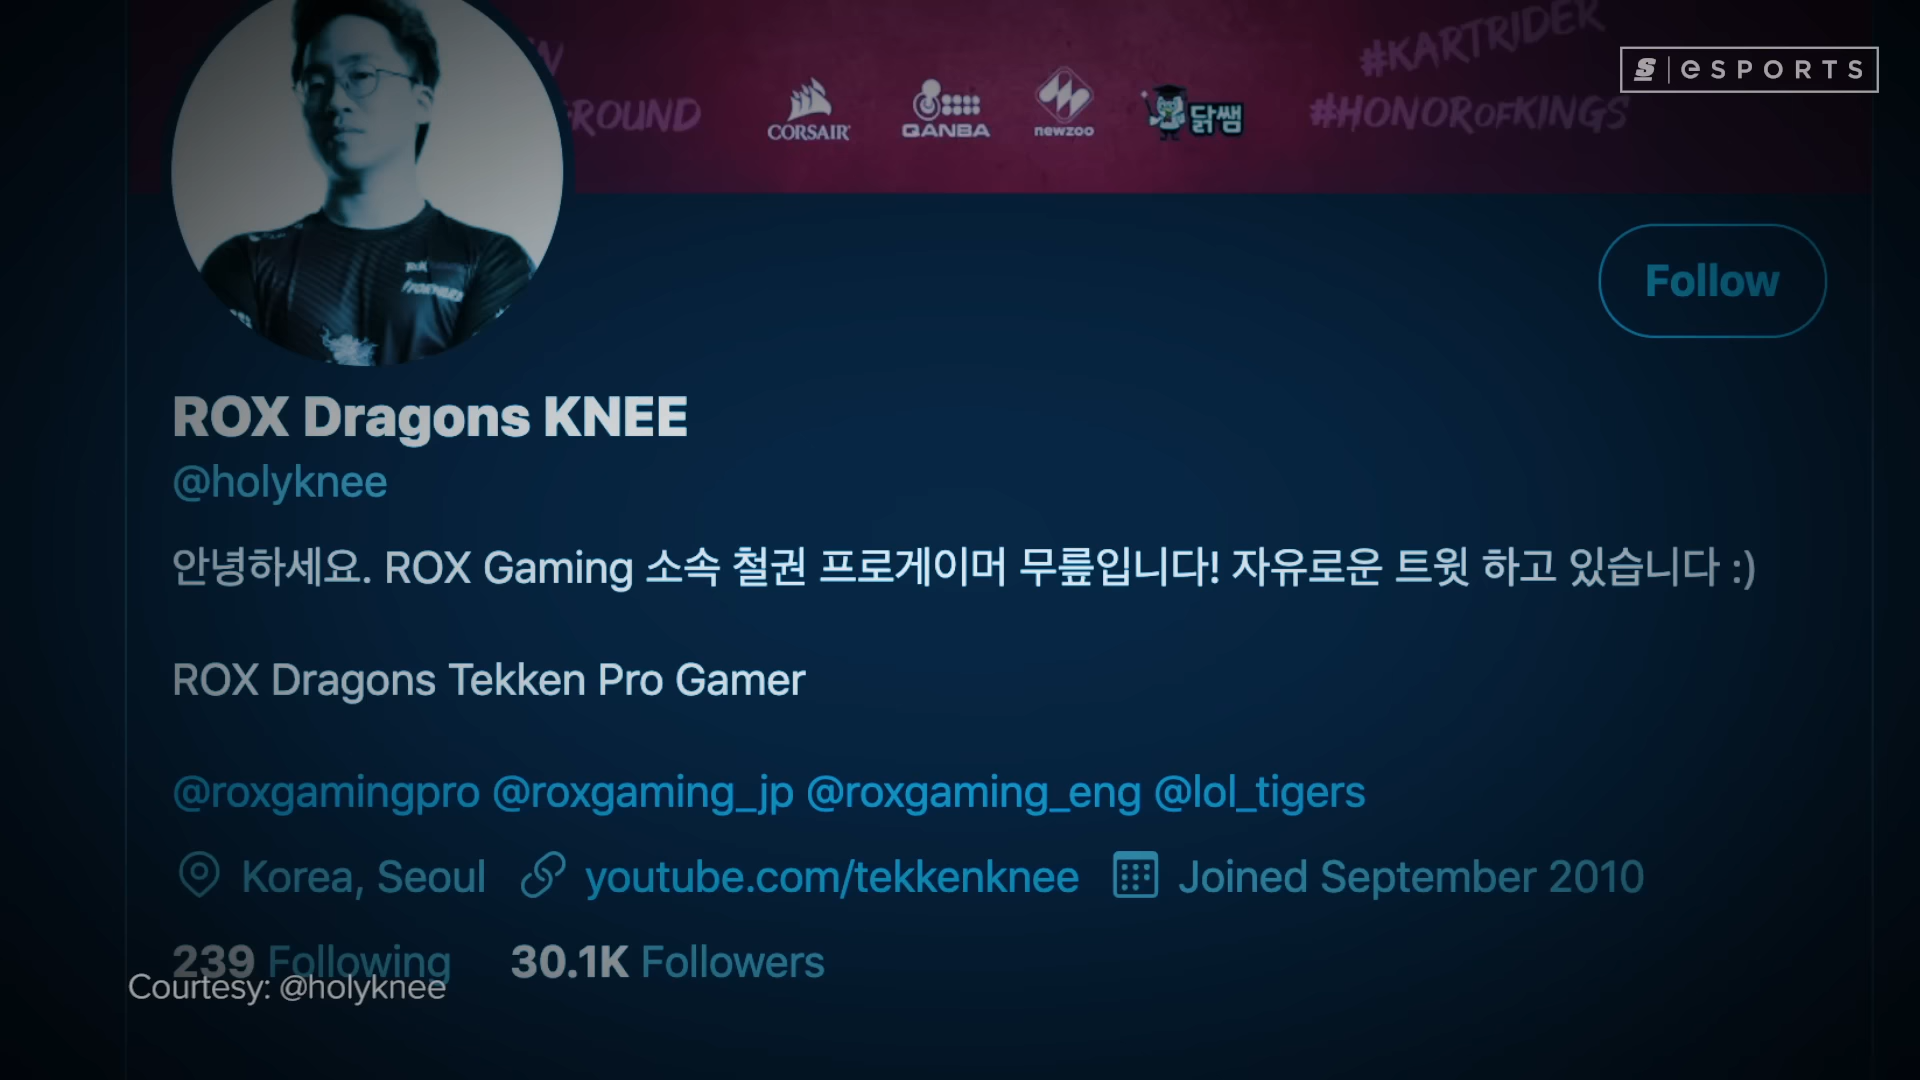 #KARTRIDER
S | eSPORTS
ROUND
CORSAIR
QANBA
newzoo
닭쌤
#HONOROFKINGS
Follow
ROX Dragons KNEE
@holyknee
안녕하세요. ROX Gaming 소속 철권 프로게이머 무릎입니다! 자유로운 트윗 하고 있습니다 :)
ROX Dragons Tekken Pro Gamer
@roxgamingpro @roxgaming_jp @roxgaming_eng @lol_tigers
Korea, Seoul youtube.com/tekkenknee Joined September 2010
239 Following 30.1K Followers
Courtesy: @holyknee